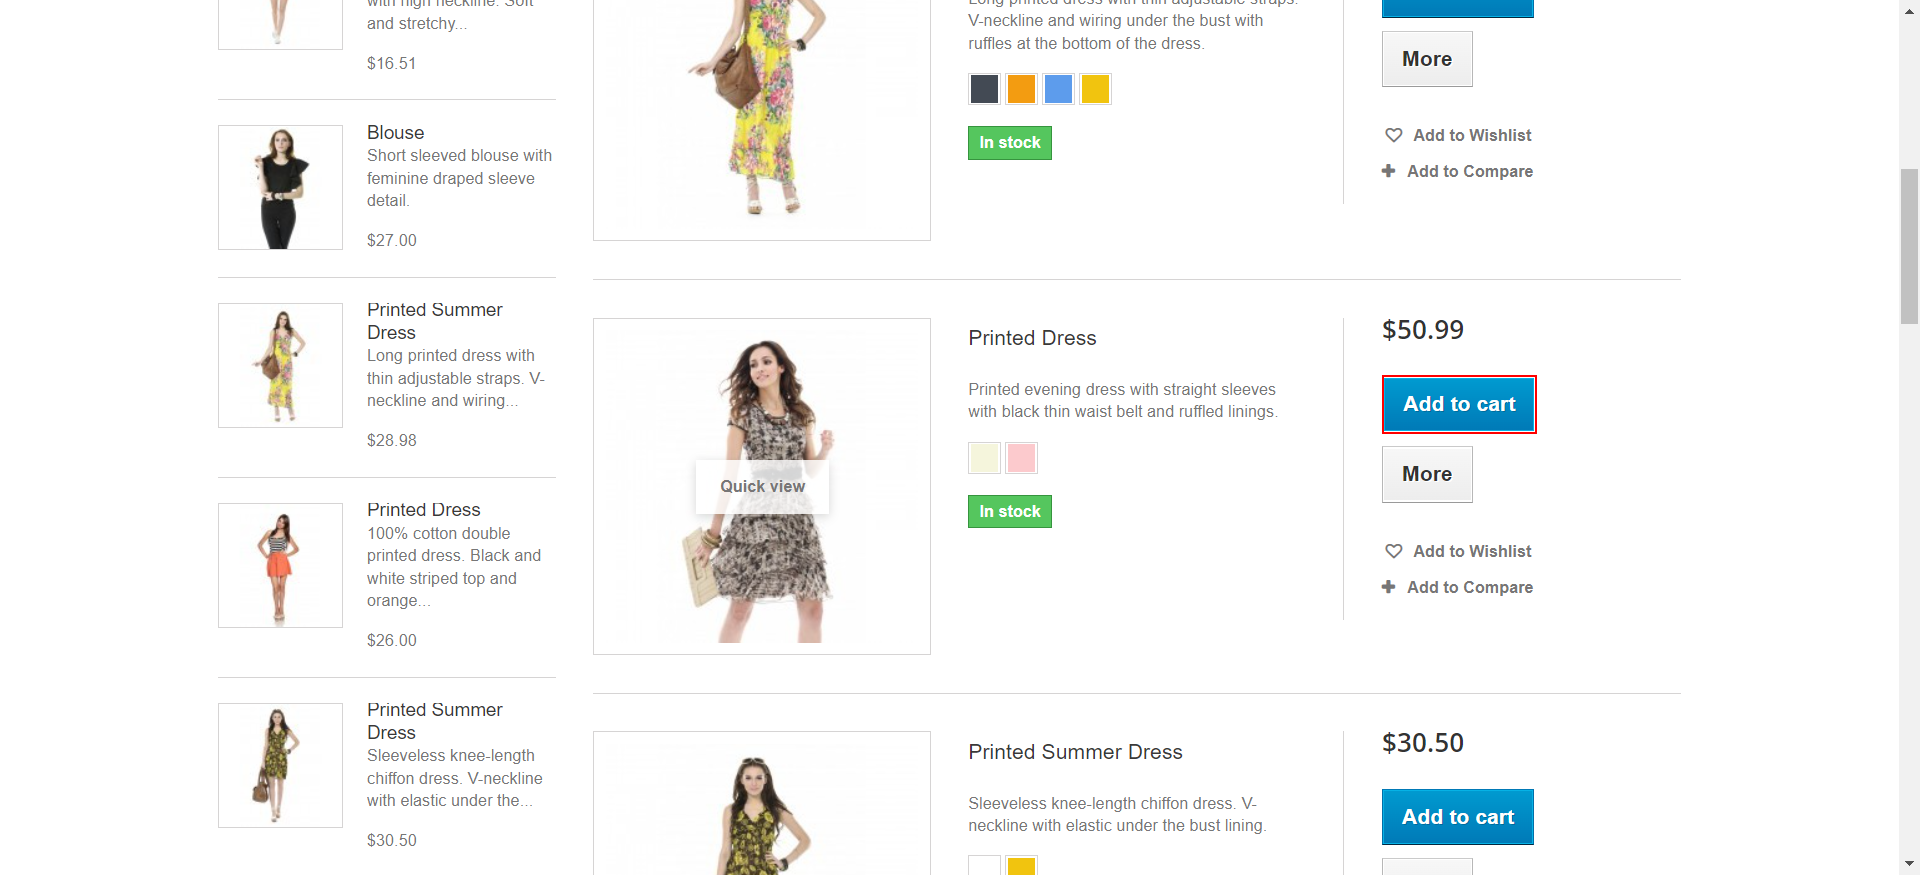 and stretchy...
$16.51
Blouse
Short sleeved blouse with
feminine draped sleeve
detail.
$27.00
Printed Summer
Dress
Long printed dress with
thin adjustable straps. V-
neckline and wiring...
$28.98
Printed Dress
100% cotton double
printed dress. Black and
white striped top and
orange...
$26.00
Printed Summer
Dress
Sleeveless knee-length
chiffon dress. V-neckline
with elastic under the...
$30.50
Long printed dress with thin adjustable straps.
V-neckline and wiring under the bust with
ruffles at the bottom of the dress.
In stock
More
Add to Wishlist
Add to Compare
Quick view
Printed Dress
Printed evening dress with straight sleeves
with black thin waist belt and ruffled linings.
In stock
$50.99
Add to cart
More
Add to Wishlist
Add to Compare
Printed Summer Dress
Sleeveless knee-length chiffon dress. V-
neckline with elastic under the bust lining.
$30.50
Add to cart